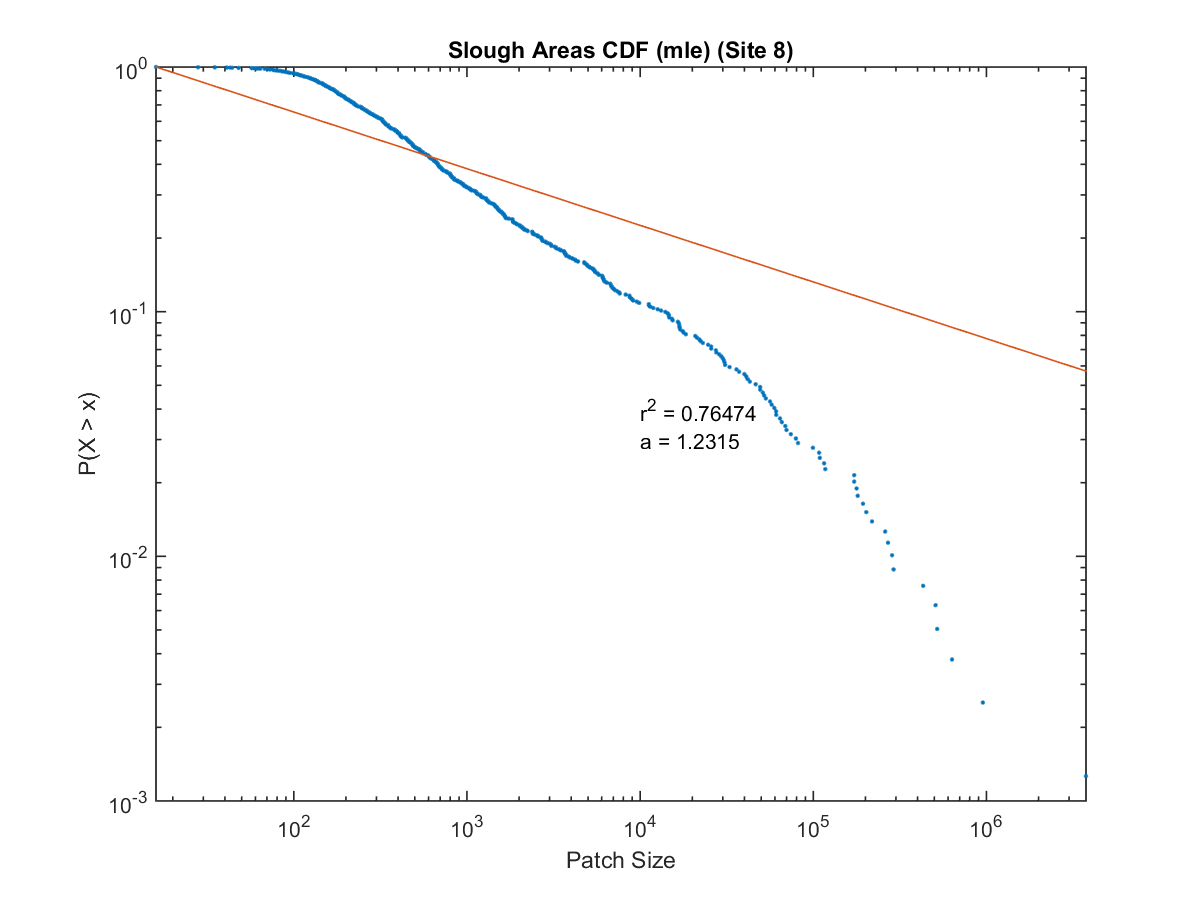 Slough Areas CDF (mle) (Site 8)
10^0
10^-1
10^-2
10^-3
P(X > x)
r^2 = 0.76474
a = 1.2315
10^2 10^3 10^4 10^5 10^6
Patch Size